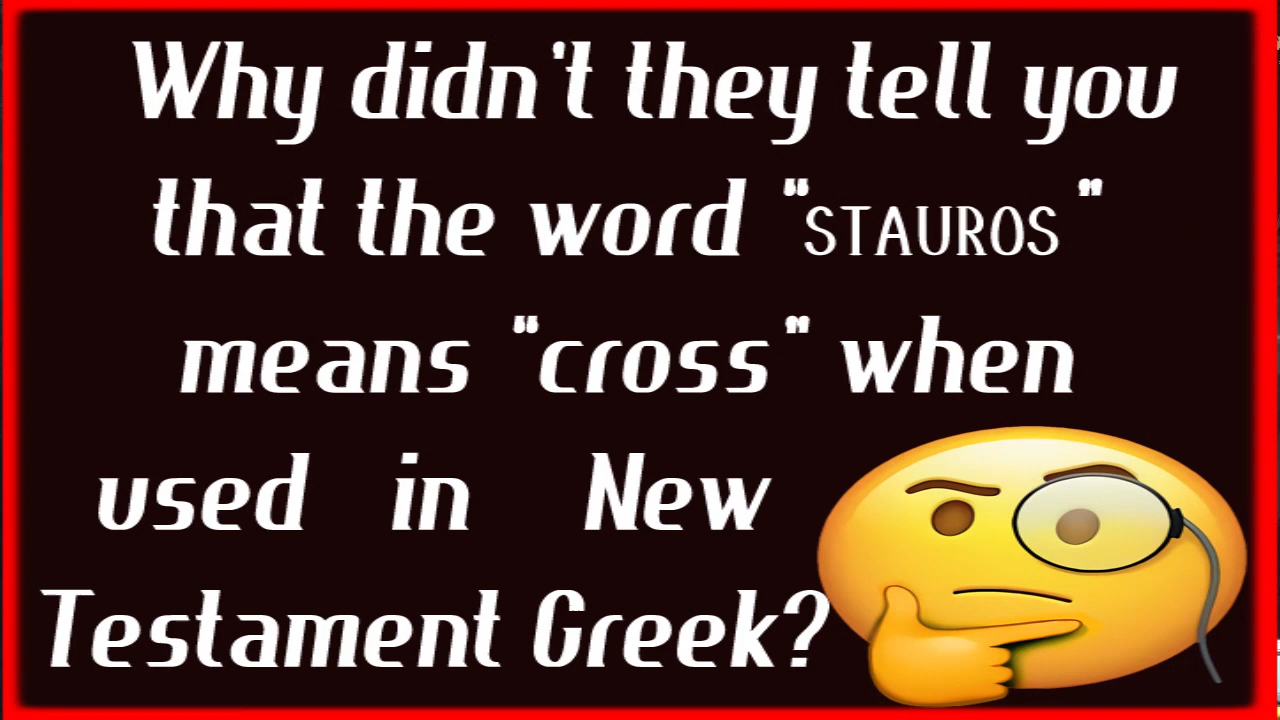 Why didn't they tell you
that the word "STAUROS"
means "cross" when
used in New
Testament Greek?